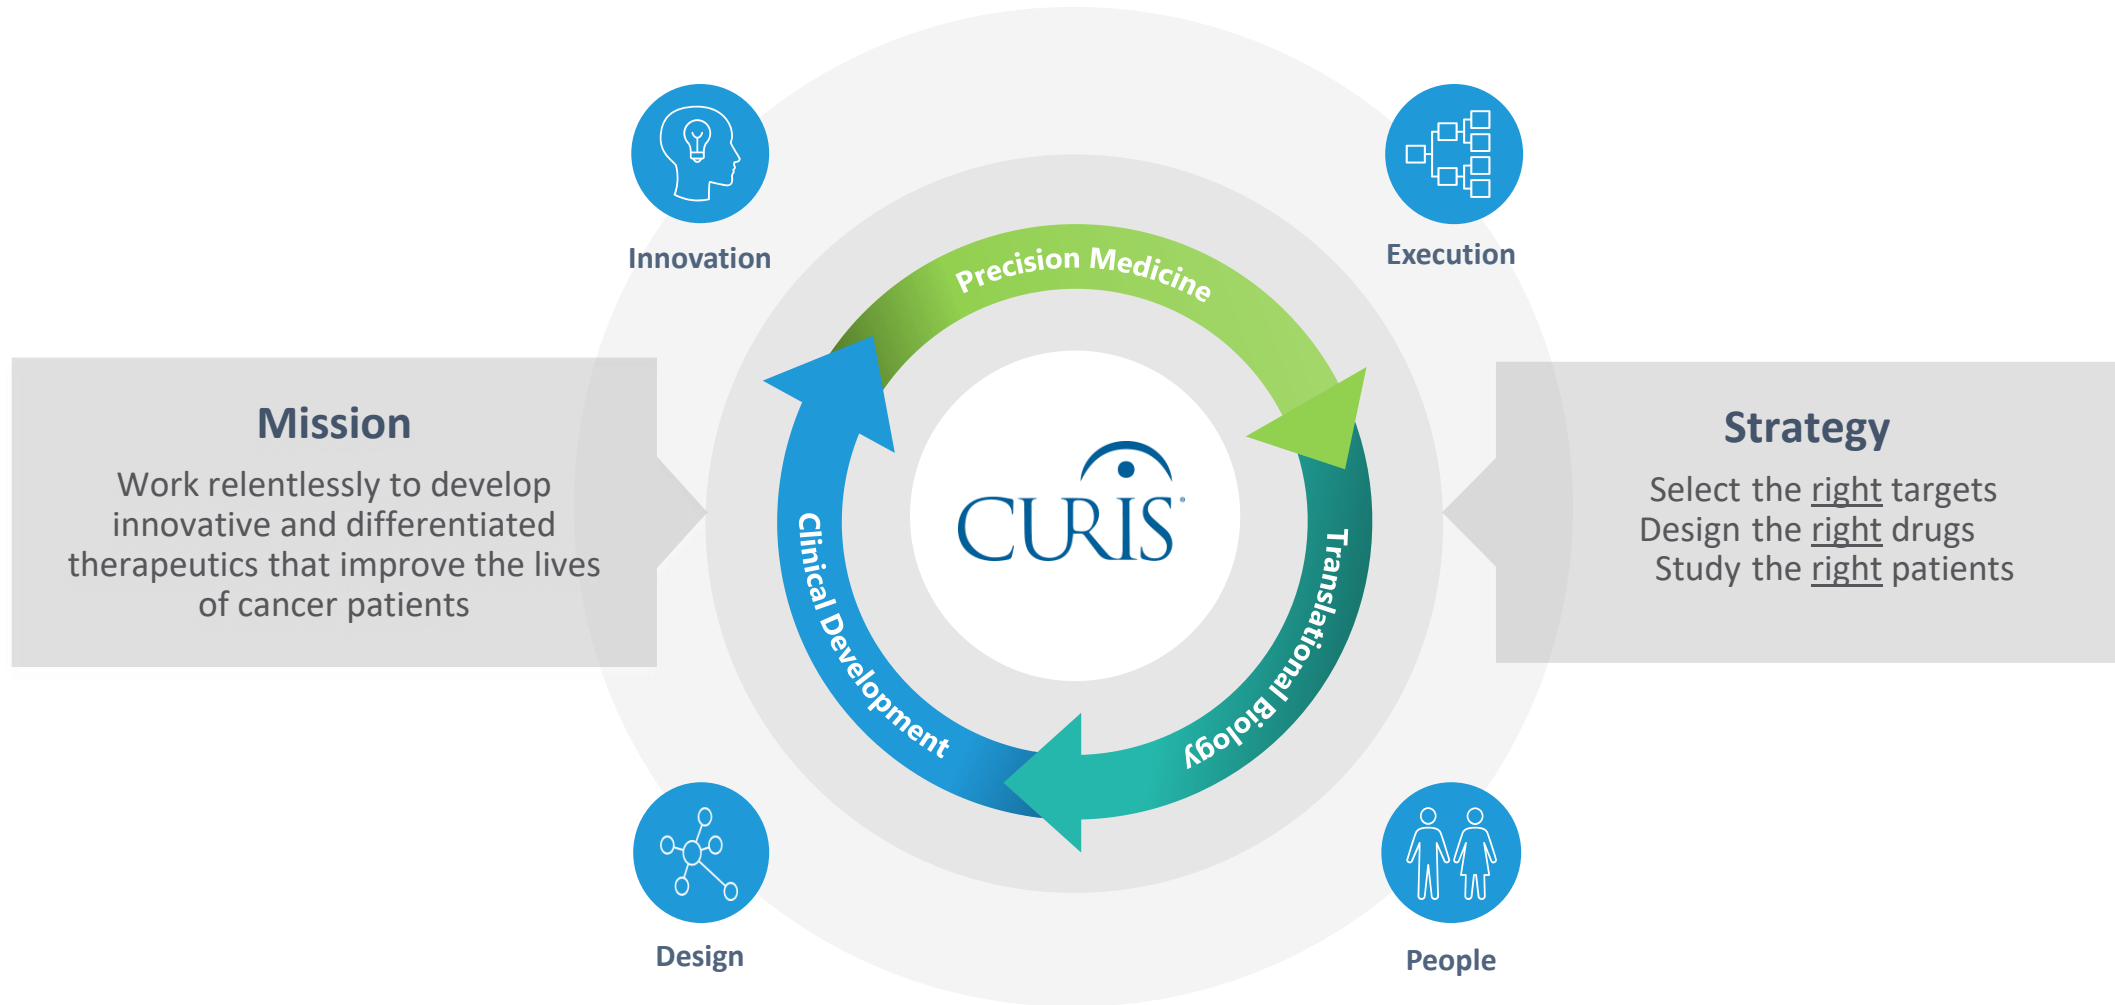 Innovation
Execution
Precision Medicine
Mission
Work relentlessly to develop
innovative and differentiated
therapeutics that improve the lives
of cancer patients
CURIS®
Strategy
Select the right targets
Design the right drugs
Study the right patients
Clinical Development
Translational Biology
Design
People